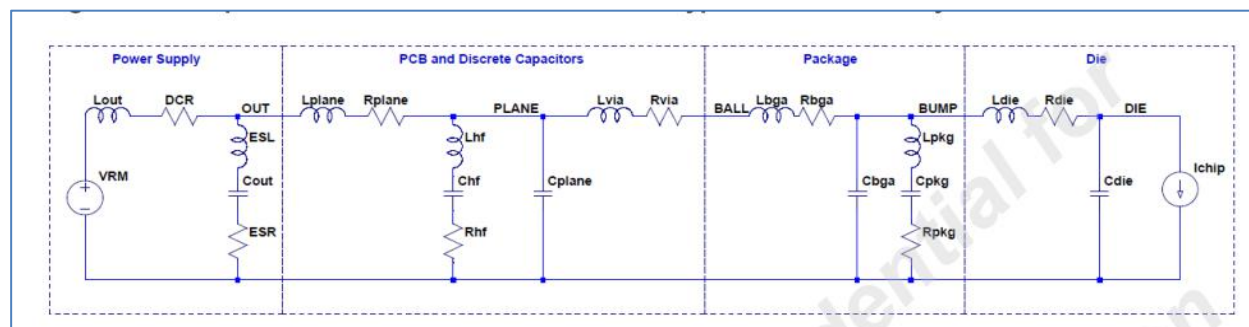 Power Supply PCB and Discrete Capacitors Package Die
Lout DCR OUT Lplane Rplane PLANE Lvia Rvia BALL Lbga Rbga BUMP Ldie Rdie DIE
ESL Lhf Lpkg
VRM Cout Chf Cplane Cbga Cpkg Cdie Ichip
ESR Rhf Rpkg
+
−